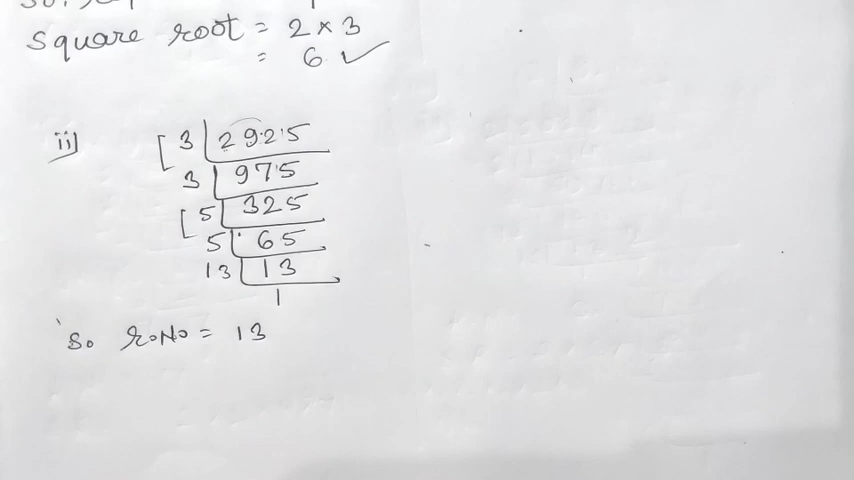 square root = 2 × 3
= 6 ✓
ii] [ 3 | 2925
3 | 975
[ 5 | 325
5 | 65
13 | 13
1
So r.No = 13